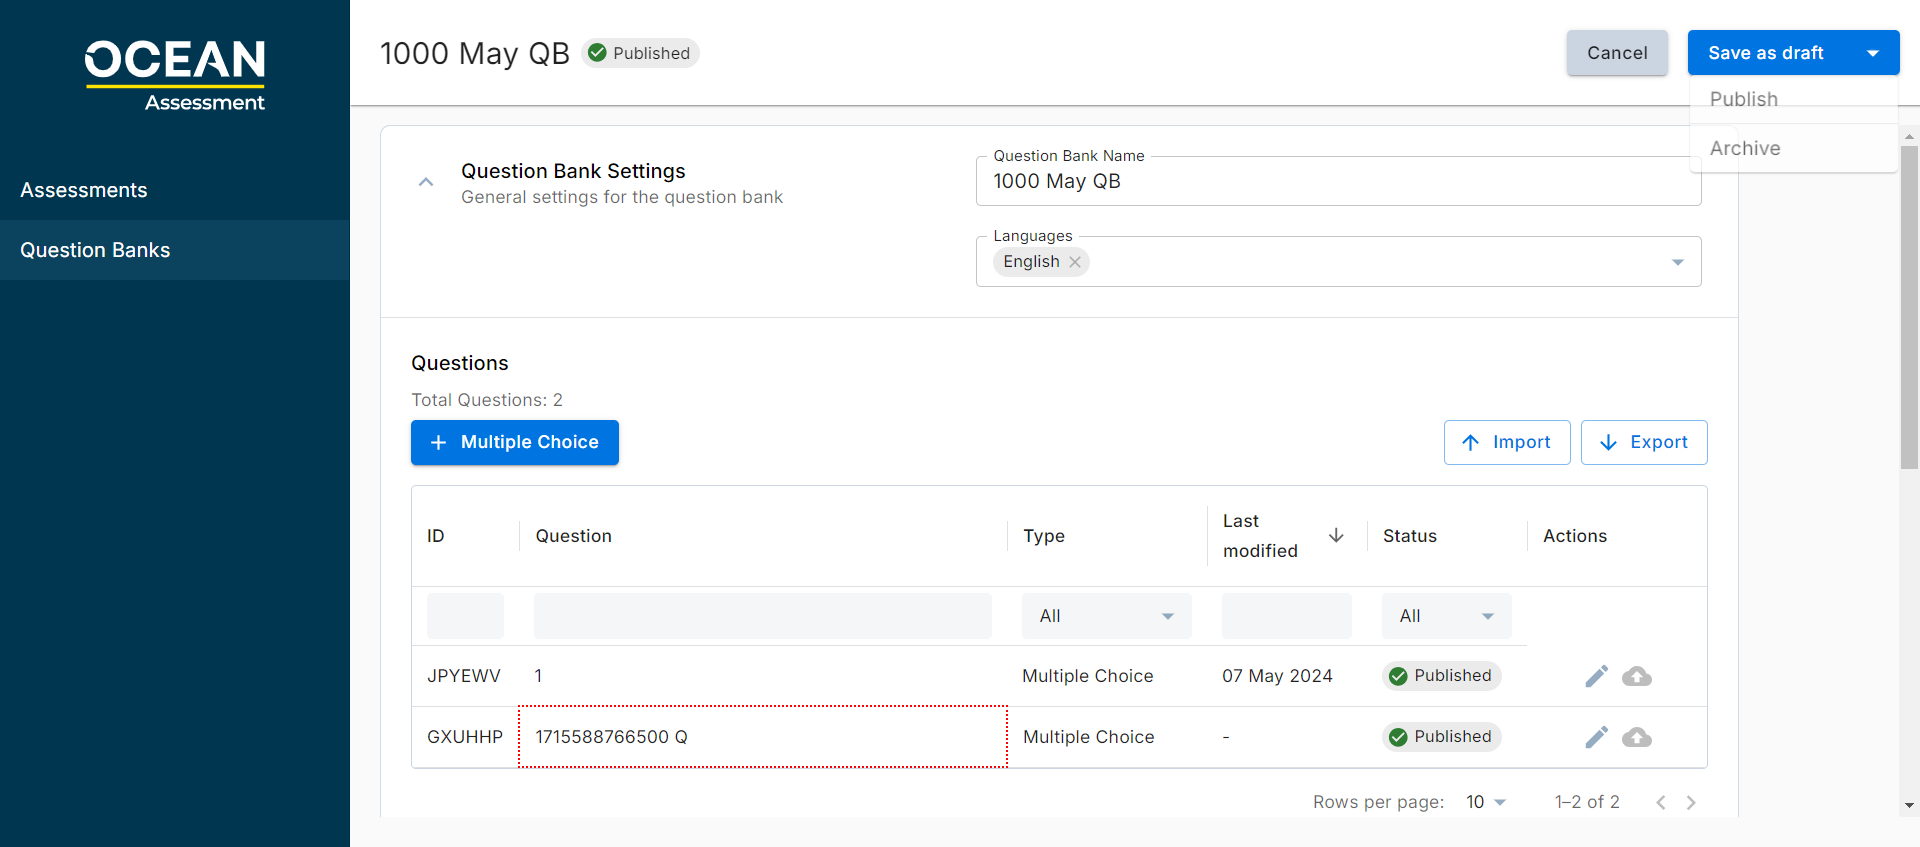 OCEAN
Assessment
Assessments
Question Banks
1000 May QB
Published
Cancel
Save as draft
Publish
Archive
Question Bank Settings
General settings for the question bank
Question Bank Name
1000 May QB
Languages
English
Questions
Total Questions: 2
Multiple Choice
Import
Export
ID
Question
Type
Last
modified
Status
Actions
All
All
JPYEWV
1
Multiple Choice
07 May 2024
Published
GXUHHP
1715588766500 Q
Multiple Choice
-
Published
Rows per page:
10
1–2 of 2